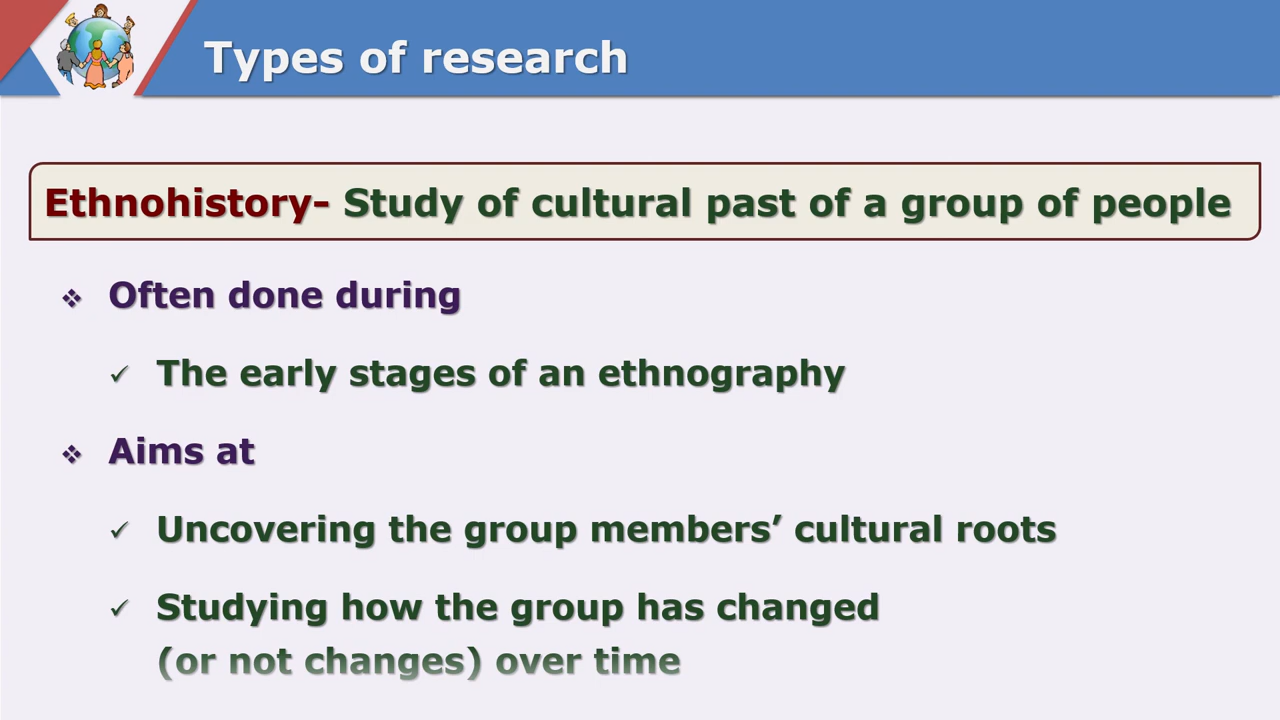 Types of research
Ethnohistory- Study of cultural past of a group of people
❖ Often done during
✓ The early stages of an ethnography
❖ Aims at
✓ Uncovering the group members’ cultural roots
✓ Studying how the group has changed
(or not changes) over time